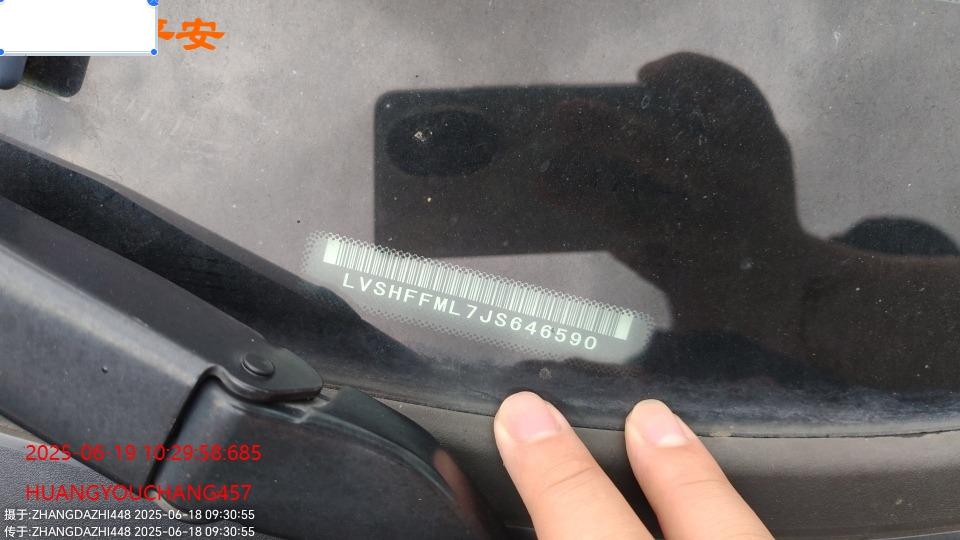 平安
LVSHFFML7JS646590
2025-06-19 10:29:58:685
HUANGYOUCHANG457
摄于:ZHANGDAZHI448 2025-06-18 09:30:55
传于:ZHANGDAZHI448 2025-06-18 09:30:55